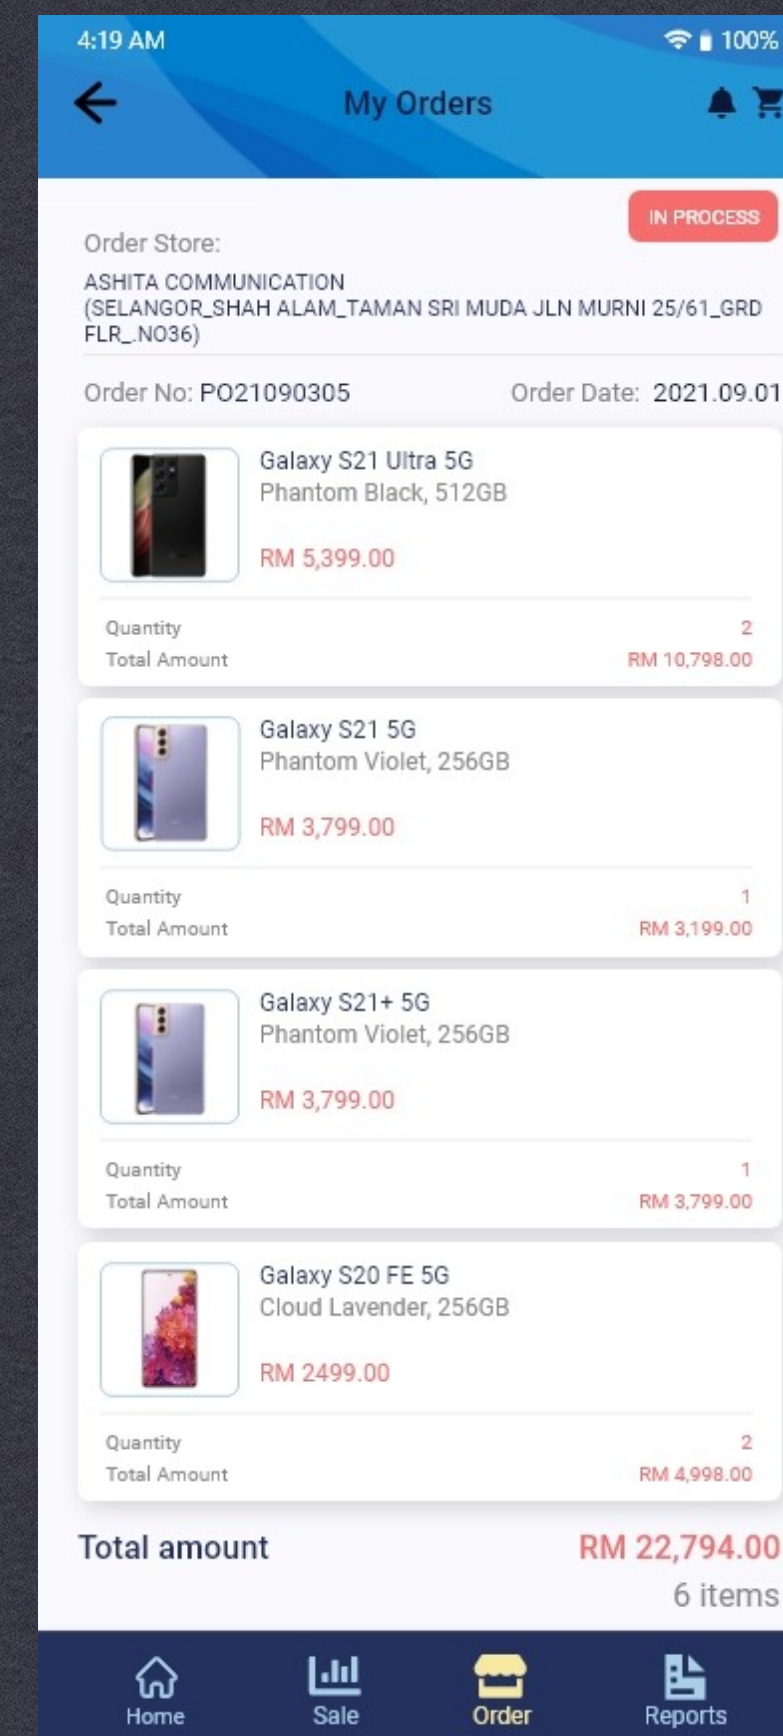 4:19 AM 100%
My Orders
IN PROCESS
Order Store:
ASHITA COMMUNICATION
(SELANGOR_SHAH ALAM_TAMAN SRI MUDA JLN MURNI 25/61_GRD
FLR_.NO36)
Order No: PO21090305 Order Date: 2021.09.01
Galaxy S21 Ultra 5G
Phantom Black, 512GB
RM 5,399.00
Quantity 2
Total Amount RM 10,798.00
Galaxy S21 5G
Phantom Violet, 256GB
RM 3,799.00
Quantity 1
Total Amount RM 3,199.00
Galaxy S21+ 5G
Phantom Violet, 256GB
RM 3,799.00
Quantity 1
Total Amount RM 3,799.00
Galaxy S20 FE 5G
Cloud Lavender, 256GB
RM 2499.00
Quantity 2
Total Amount RM 4,998.00
Total amount RM 22,794.00
6 items
Home Sale Order Reports